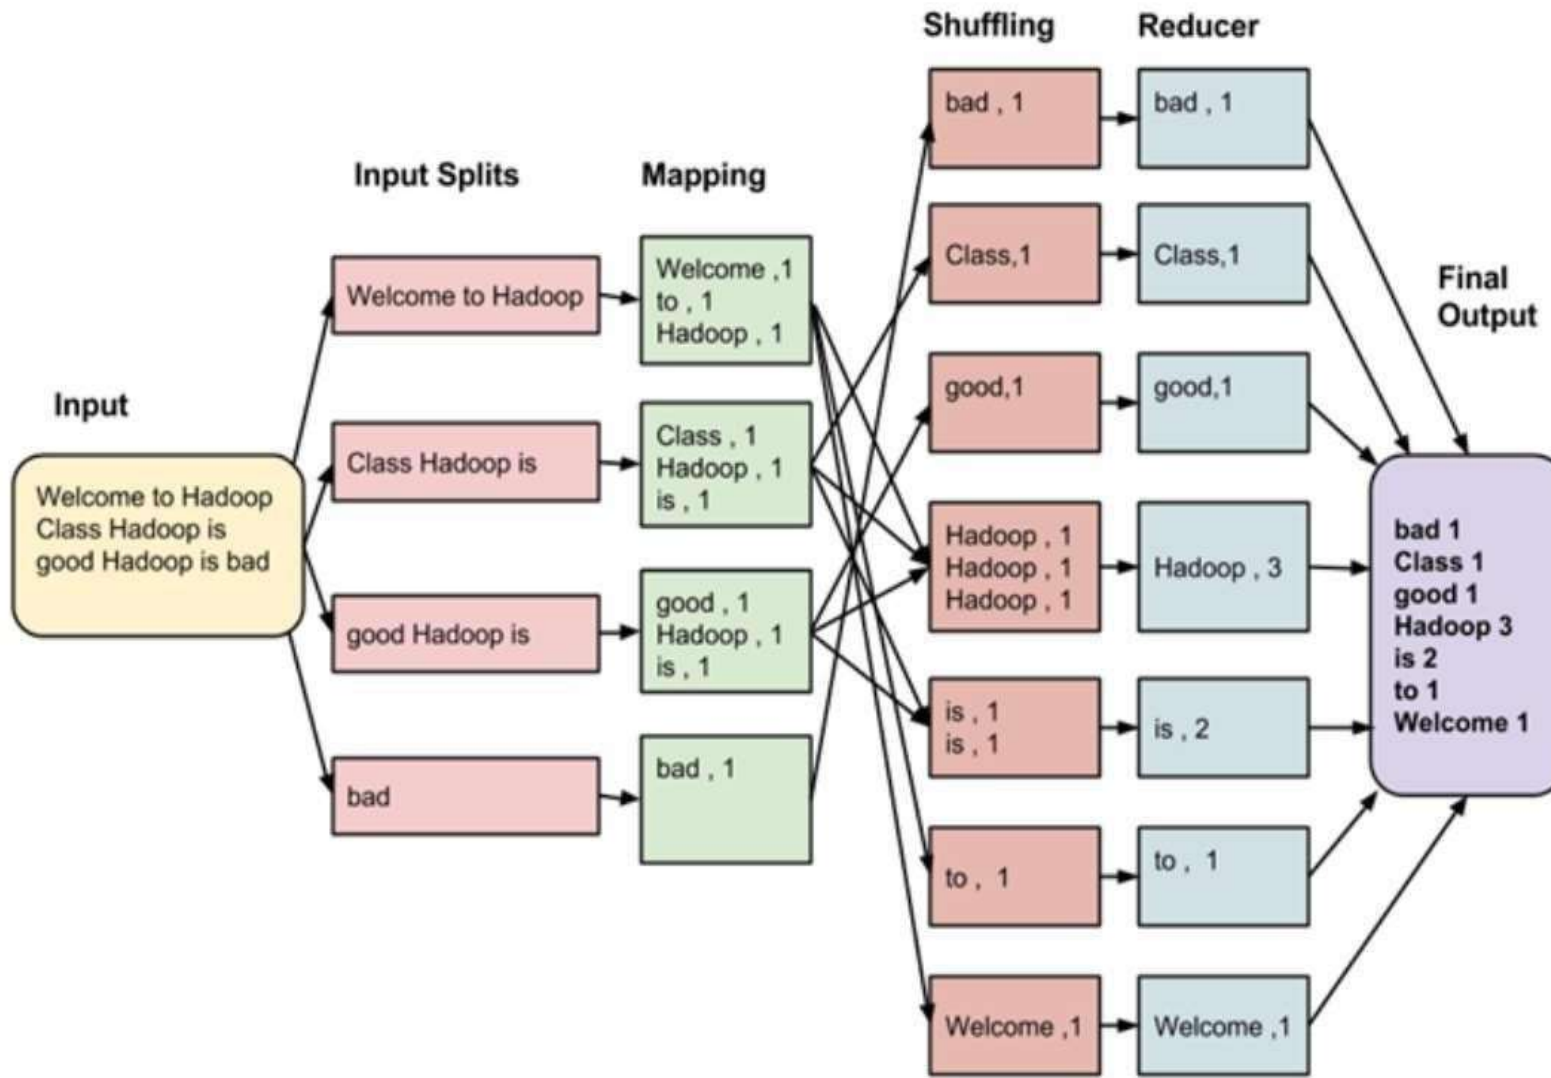 Input
Welcome to Hadoop
Class Hadoop is
good Hadoop is bad
Input Splits
Welcome to Hadoop
Class Hadoop is
good Hadoop is
bad
Mapping
Welcome ,1
to , 1
Hadoop , 1
Class , 1
Hadoop , 1
is , 1
good , 1
Hadoop , 1
is , 1
bad , 1
Shuffling
bad , 1
Class,1
good,1
Hadoop , 1
Hadoop , 1
Hadoop , 1
is , 1
is , 1
to , 1
Welcome ,1
Reducer
bad , 1
Class,1
good,1
Hadoop , 3
is , 2
to , 1
Welcome ,1
Final
Output
bad 1
Class 1
good 1
Hadoop 3
is 2
to 1
Welcome 1